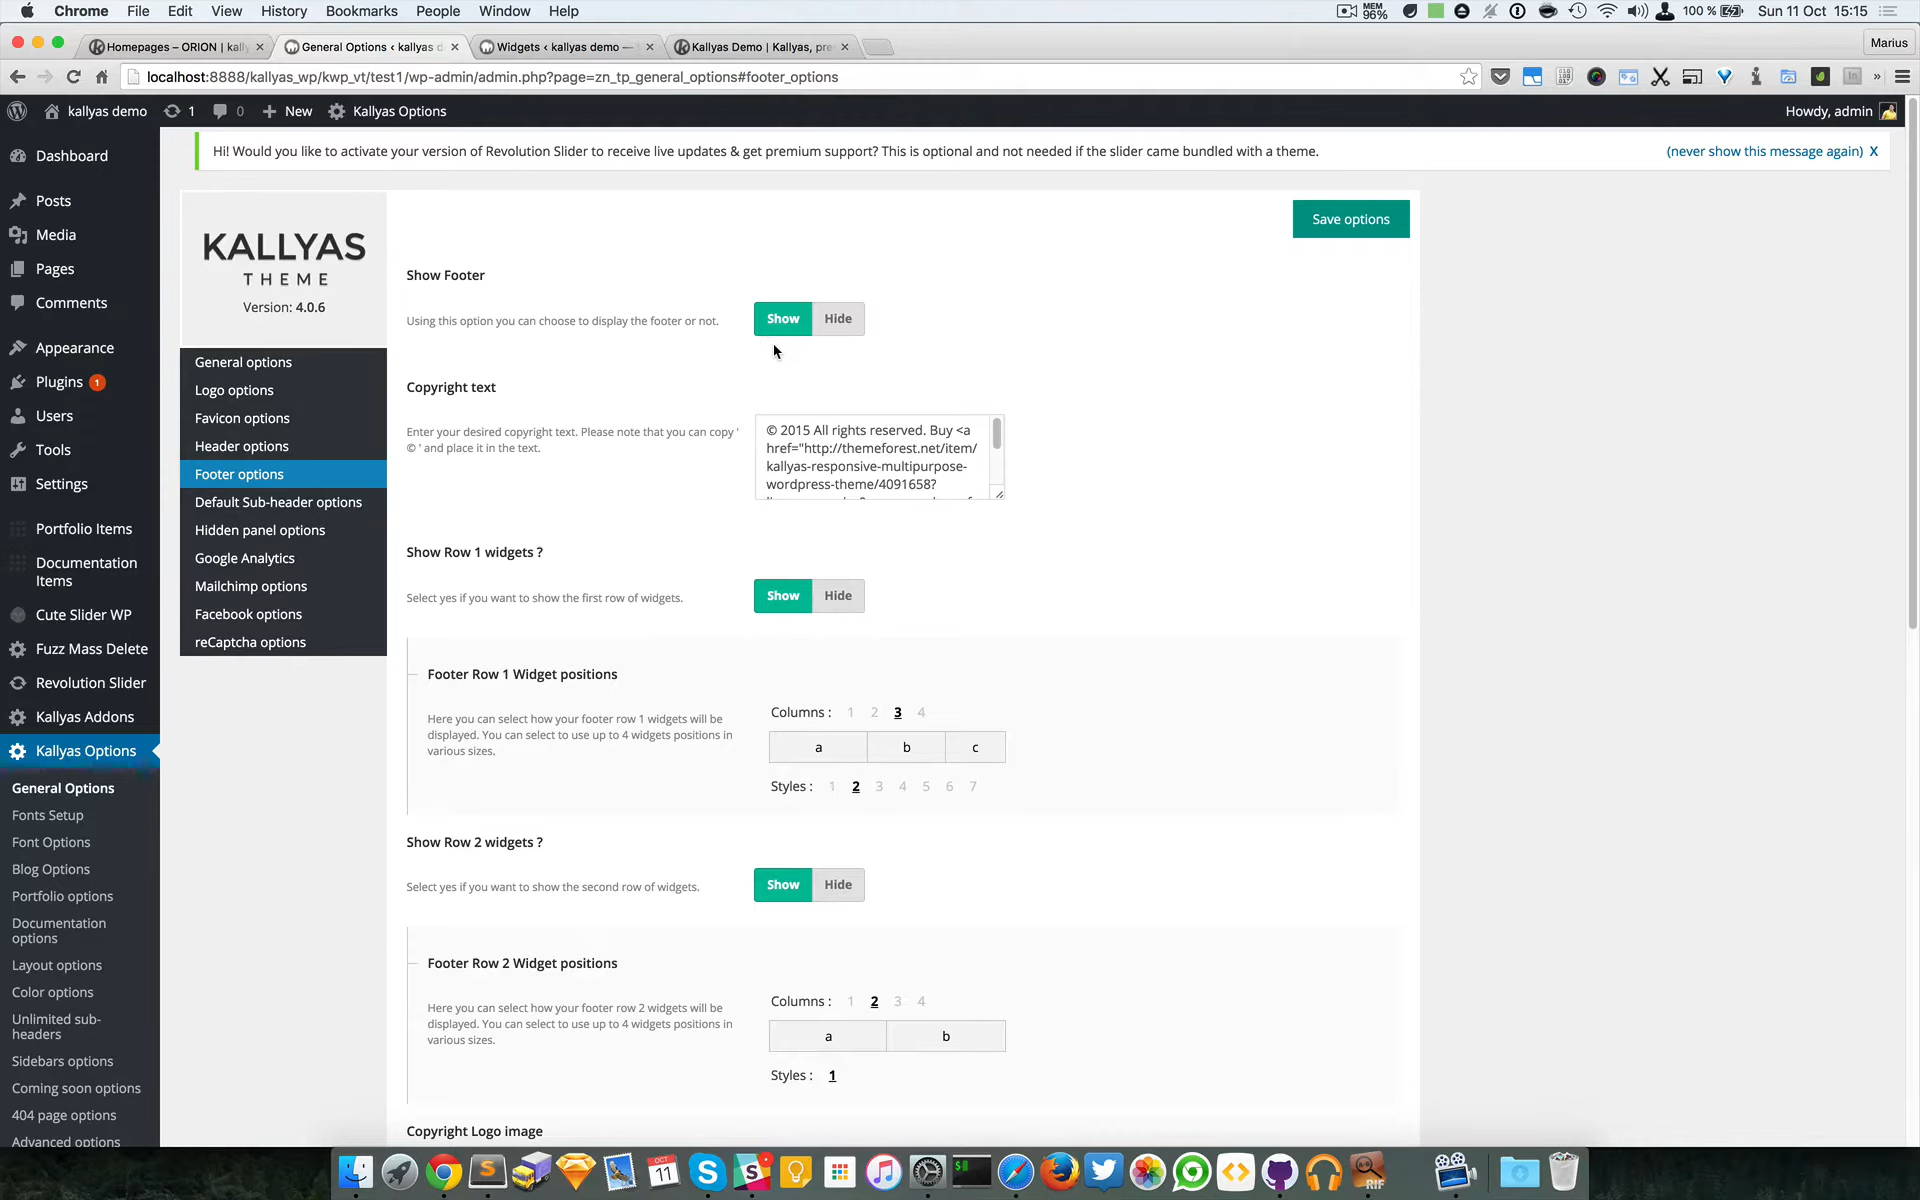 Chrome File Edit View History Bookmarks People Window Help MEM 96% 100 % Sun 11 Oct 15:15
Homepages – ORION | kally General Options ‹ kallyas d Widgets ‹ kallyas demo — Kallyas Demo | Kallyas, pre Marius
localhost:8888/kallyas_wp/kwp_vt/test1/wp-admin/admin.php?page=zn_tp_general_options#footer_options
kallyas demo 1 0 New Kallyas Options Howdy, admin
Hi! Would you like to activate your version of Revolution Slider to receive live updates & get premium support? This is optional and not needed if the slider came bundled with a theme. (never show this message again) X
Dashboard
Posts
Media
Pages
Comments
Appearance
Plugins 1
Users
Tools
Settings
Portfolio Items
Documentation
Items
Cute Slider WP
Fuzz Mass Delete
Revolution Slider
Kallyas Addons
Kallyas Options
General Options
Fonts Setup
Font Options
Blog Options
Portfolio options
Documentation
options
Layout options
Color options
Unlimited sub-
headers
Sidebars options
Coming soon options
404 page options
Advanced options
KALLYAS
THEME
Version: 4.0.6
General options
Logo options
Favicon options
Header options
Footer options
Default Sub-header options
Hidden panel options
Google Analytics
Mailchimp options
Facebook options
reCaptcha options
Save options
Show Footer
Using this option you can choose to display the footer or not.
Show Hide
Copyright text
Enter your desired copyright text. Please note that you can copy '
© ' and place it in the text.
© 2015 All rights reserved. Buy <a
href="http://themeforest.net/item/
kallyas-responsive-multipurpose-
wordpress-theme/4091658?
Show Row 1 widgets ?
Select yes if you want to show the first row of widgets.
Show Hide
Footer Row 1 Widget positions
Here you can select how your footer row 1 widgets will be
displayed. You can select to use up to 4 widgets positions in
various sizes.
Columns : 1 2 3 4
a b c
Styles : 1 2 3 4 5 6 7
Show Row 2 widgets ?
Select yes if you want to show the second row of widgets.
Show Hide
Footer Row 2 Widget positions
Here you can select how your footer row 2 widgets will be
displayed. You can select to use up to 4 widgets positions in
various sizes.
Columns : 1 2 3 4
a b
Styles : 1
Copyright Logo image
OCT
11
RIF